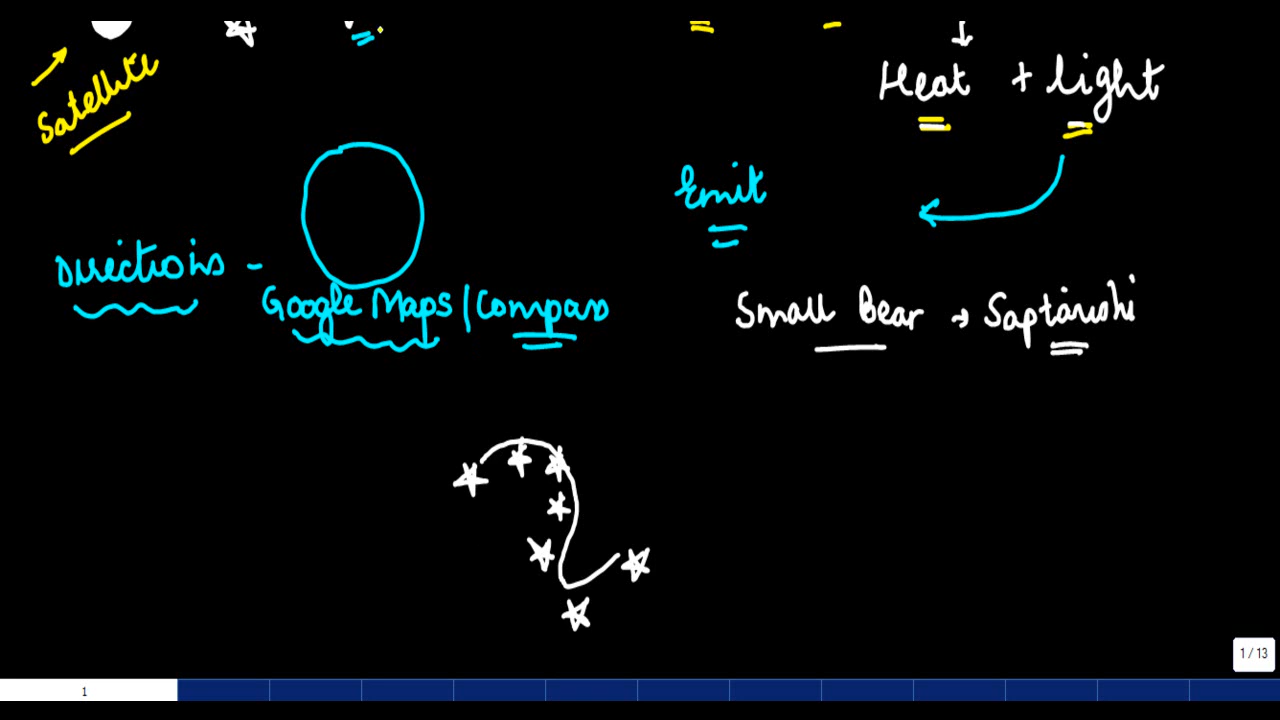 Satellite
Heat + light
Emit
Directions -
Google Maps | Compass
Small Bear → Saptarishi
1 / 13
1